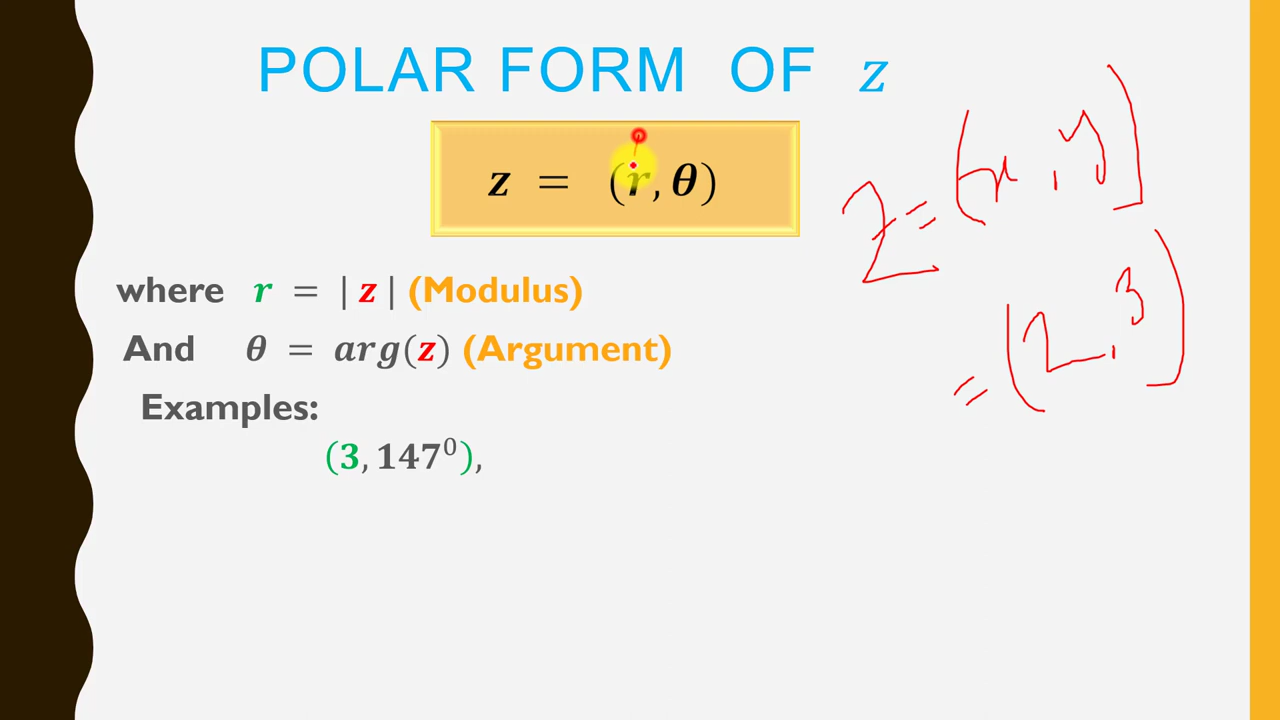 POLAR FORM OF z
z = (r, θ)
z = (x, y)
= (2, 3)
where r = | z | (Modulus)
And θ = arg(z) (Argument)
Examples:
(3, 147⁰),